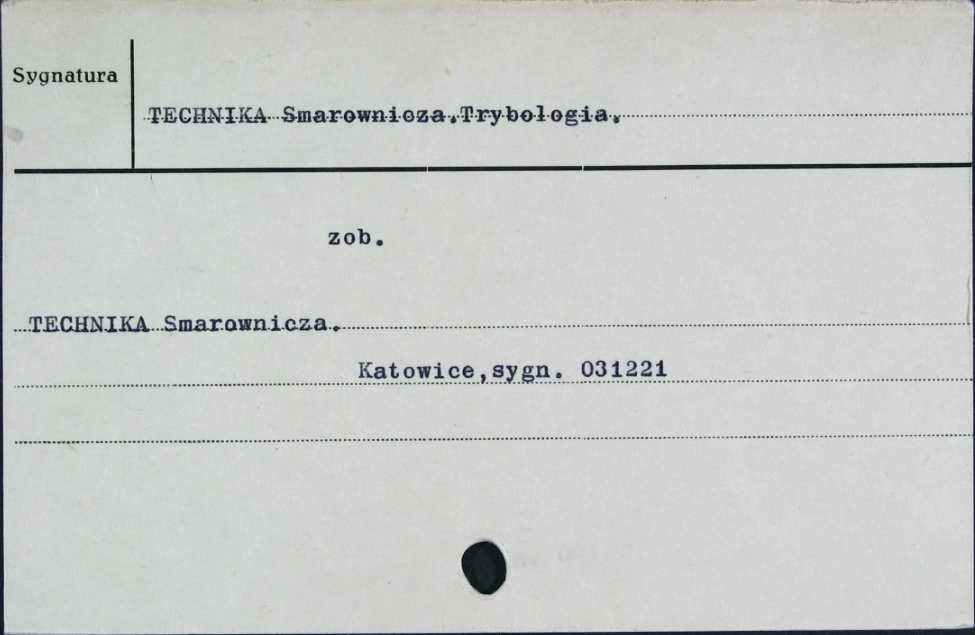 Sygnatura
TECHNIKA Smarownicza.Trybologia.
zob.
TECHNIKA Smarownicza.
Katowice,sygn. 031221